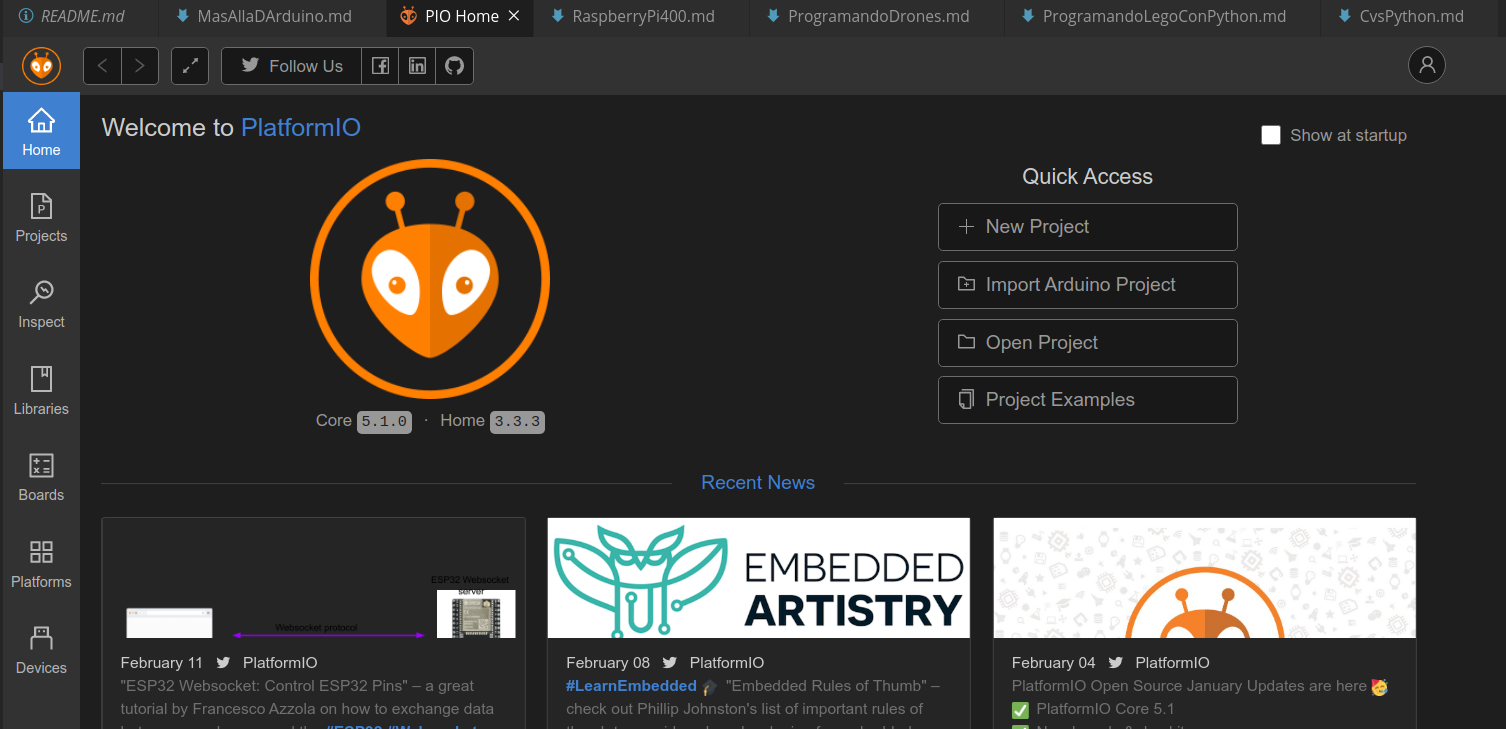 README.md MasAllaDArduino.md PIO Home RaspberryPi400.md ProgramandoDrones.md ProgramandoLegoConPython.md CvsPython.md
Follow Us
Home
Projects
Inspect
Libraries
Boards
Platforms
Devices
Welcome to PlatformIO
Show at startup
Quick Access
New Project
Import Arduino Project
Open Project
Project Examples
Core 5.1.0 · Home 3.3.3
Recent News
ESP32 Websocket
server
Websocket protocol
February 11 PlatformIO
"ESP32 Websocket: Control ESP32 Pins" – a great
tutorial by Francesco Azzola on how to exchange data
EMBEDDED
ARTISTRY
February 08 PlatformIO
#LearnEmbedded 🎓 "Embedded Rules of Thumb" –
check out Phillip Johnston's list of important rules of
February 04 PlatformIO
PlatformIO Open Source January Updates are here 🥳
✅ PlatformIO Core 5.1